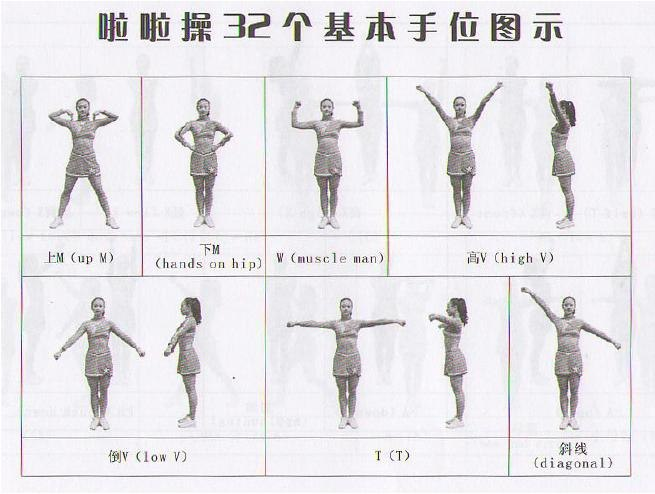 啦啦操32个基本手位图示
上M（up M）
下M
（hands on hip）
W（muscle man）
高V（high V）
倒V（low V）
T（T）
斜线
（diagonal）